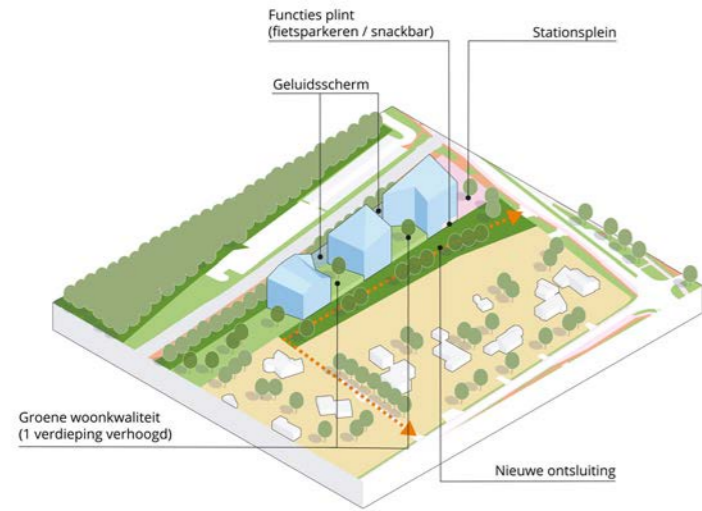 Functies plint
(fietsparkeren / snackbar)
Stationsplein
Geluidsscherm
Groene woonkwaliteit
(1 verdieping verhoogd)
Nieuwe ontsluiting